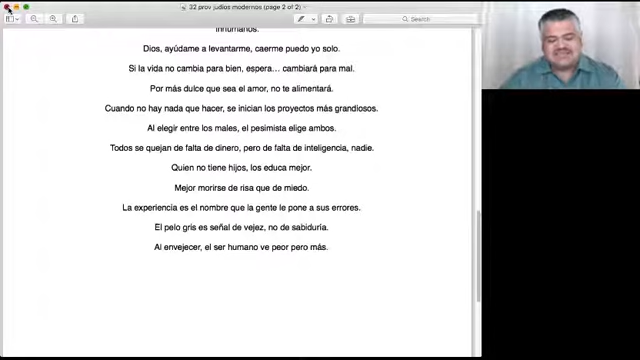 32 prov judios modernos (page 2 of 2)
Search
inhumanos.
Dios, ayúdame a levantarme, caerme puedo yo solo.
Si la vida no cambia para bien, espera… cambiará para mal.
Por más dulce que sea el amor, no te alimentará.
Cuando no hay nada que hacer, se inician los proyectos más grandiosos.
Al elegir entre los males, el pesimista elige ambos.
Todos se quejan de falta de dinero, pero de falta de inteligencia, nadie.
Quien no tiene hijos, los educa mejor.
Mejor morirse de risa que de miedo.
La experiencia es el nombre que la gente le pone a sus errores.
El pelo gris es señal de vejez, no de sabiduría.
Al envejecer, el ser humano ve peor pero más.